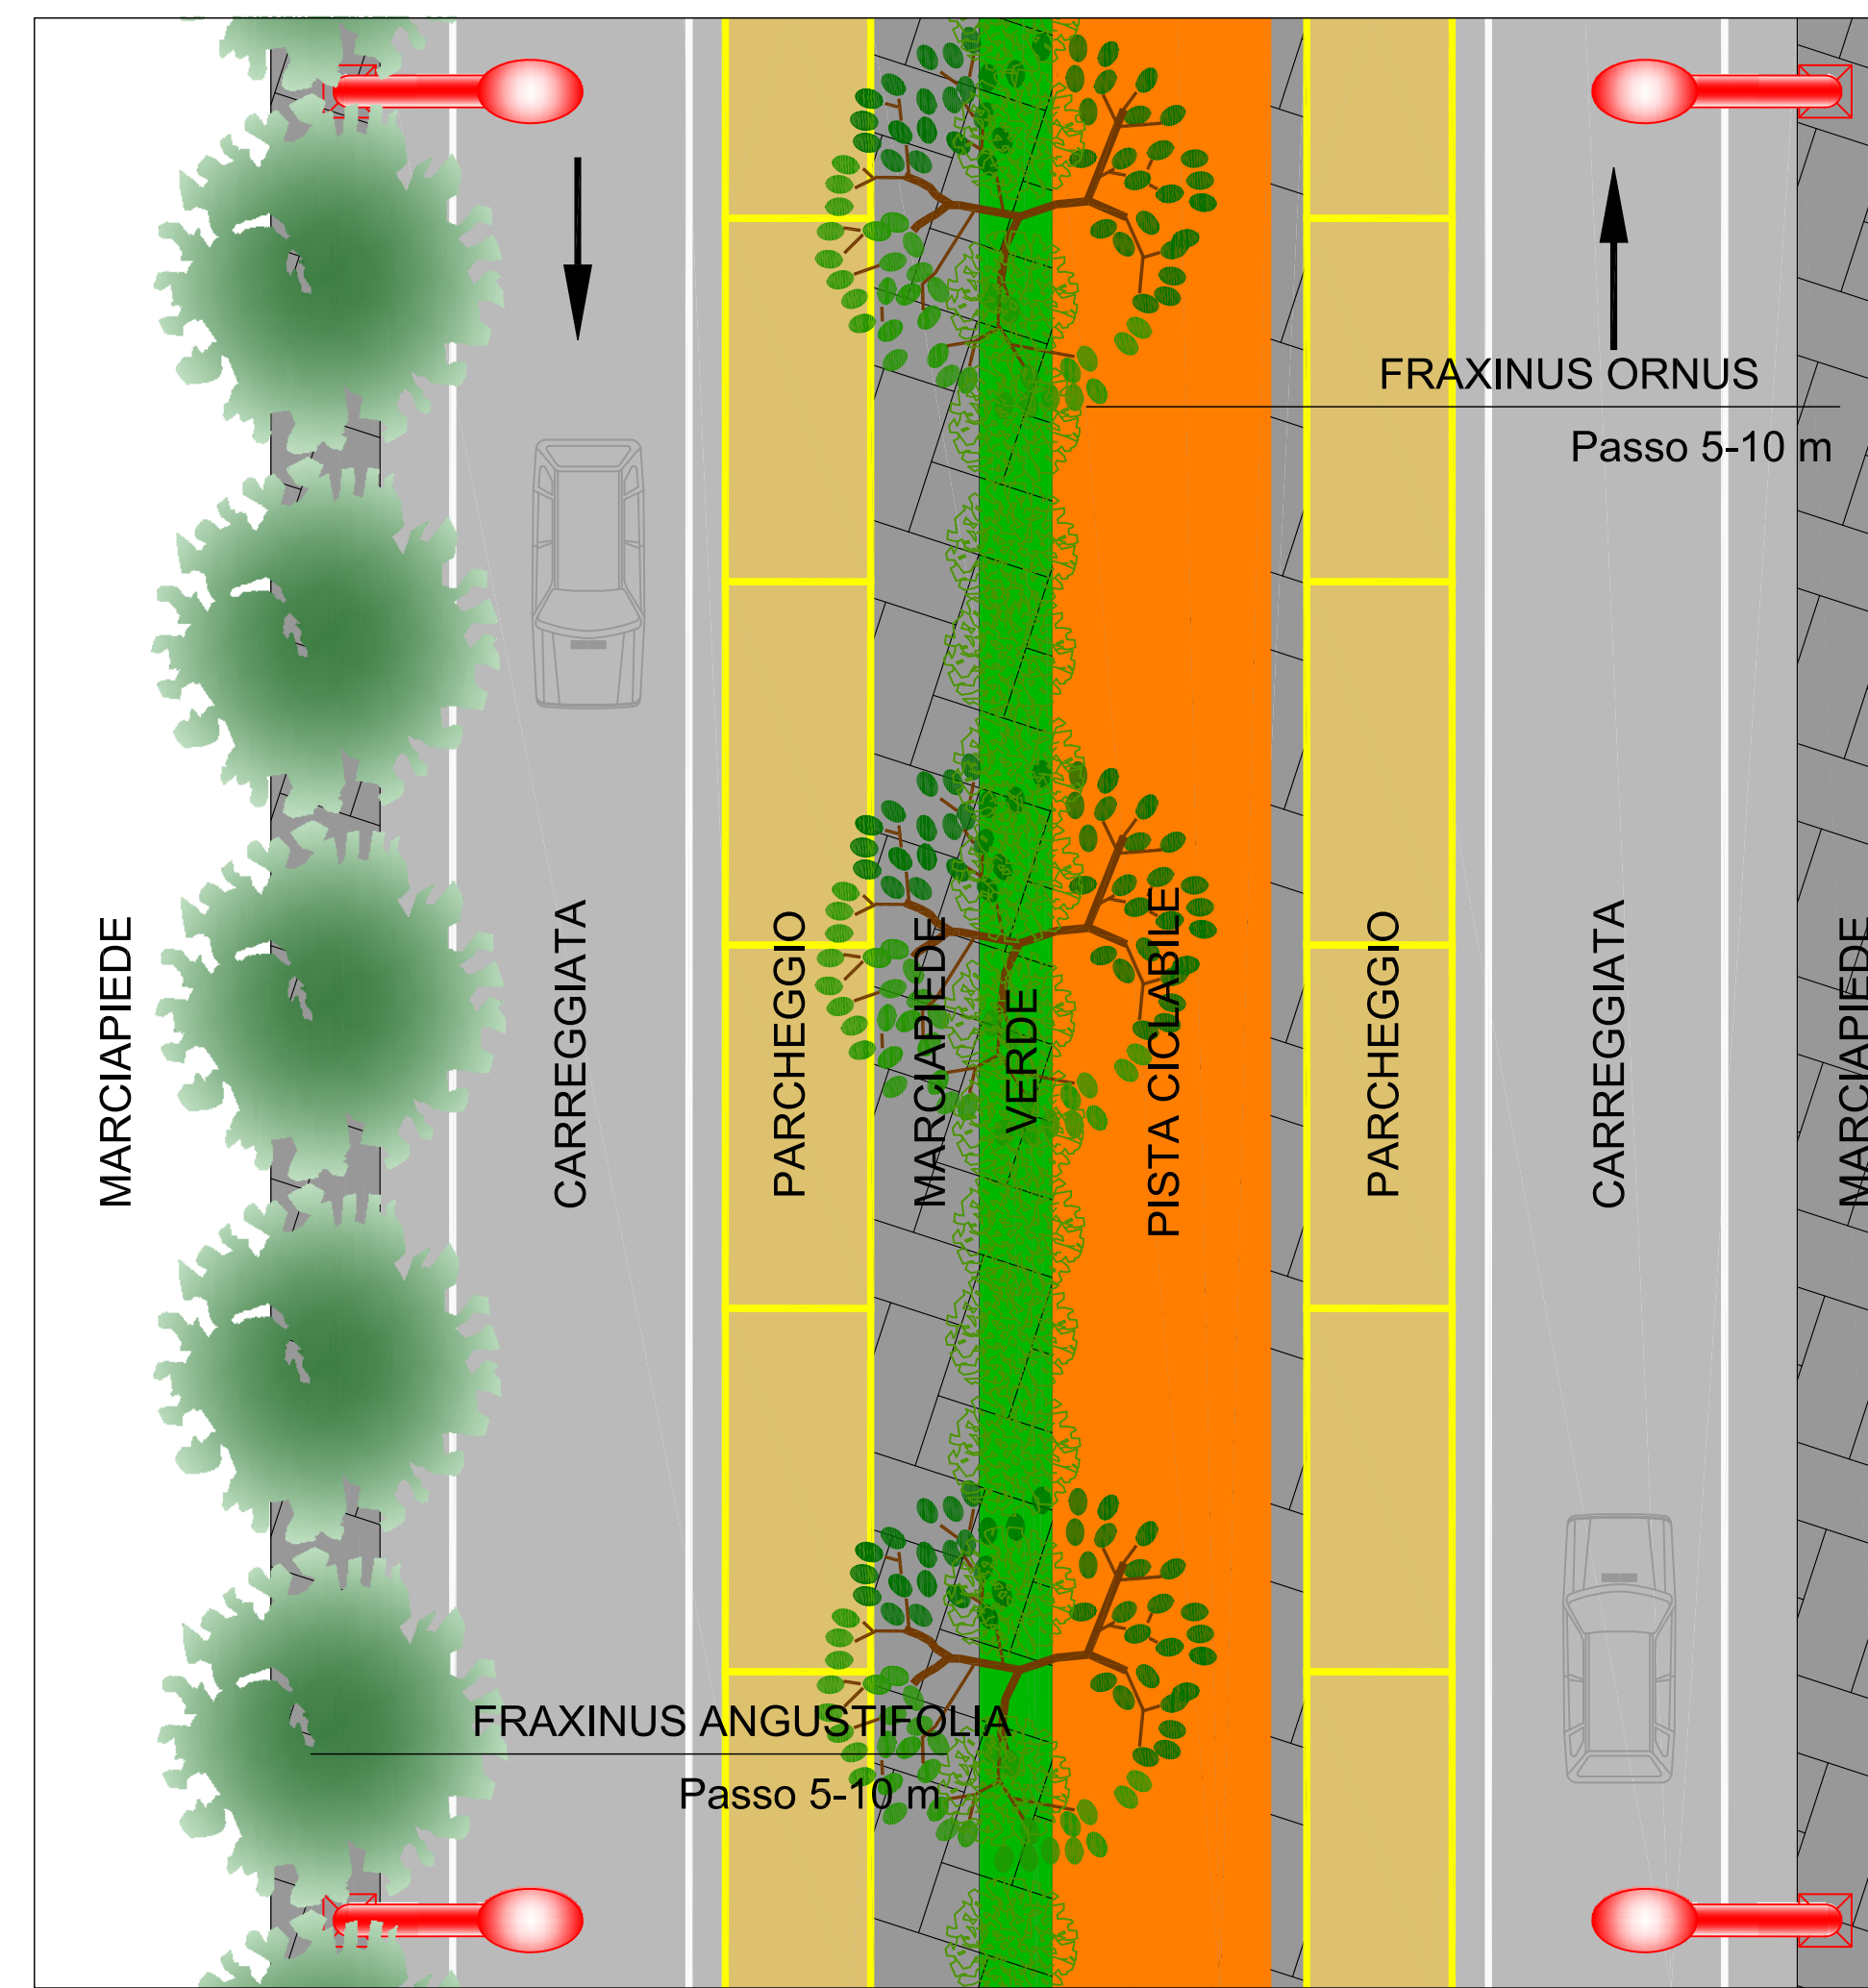 FRAXINUS ORNUS
Passo 5-10 m
MARCIAPIEDE
CARREGGIATA
PARCHEGGIO
MARCIAPIEDE
VERDE
PISTA CICLABILE
PARCHEGGIO
CARREGGIATA
MARCIAPIEDE
FRAXINUS ANGUSTIFOLIA
Passo 5-10 m